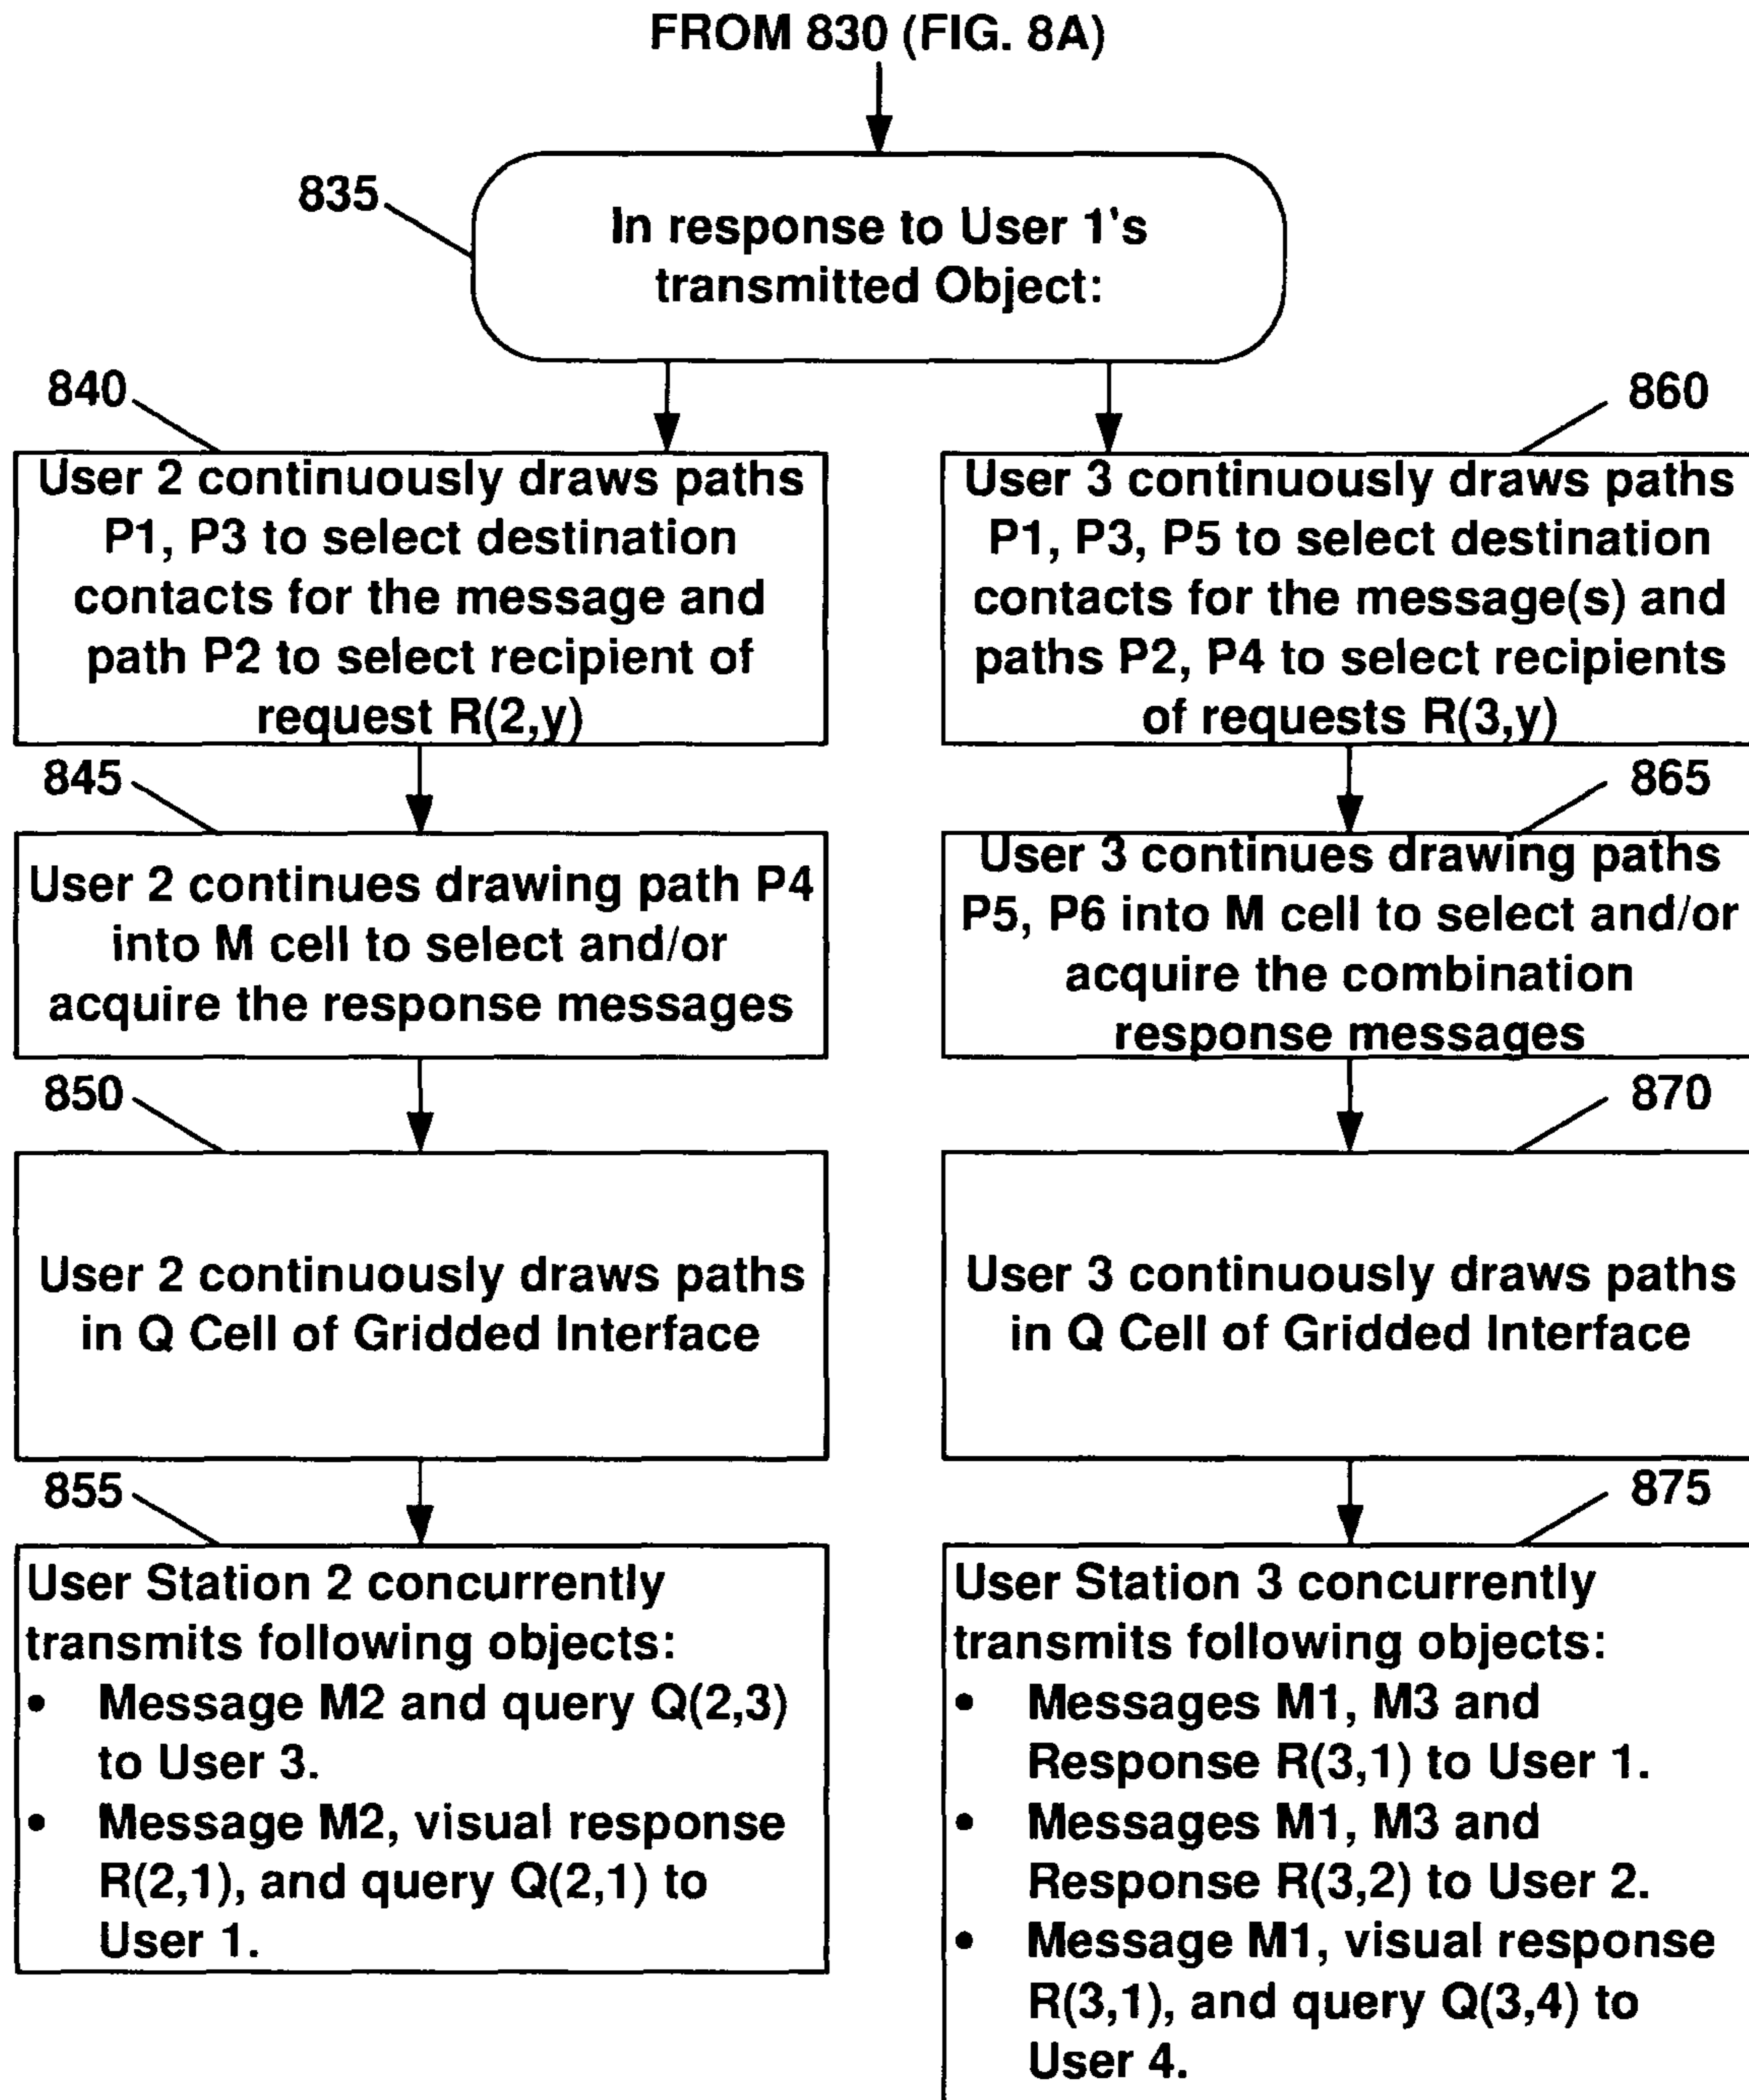 FROM 830 (FIG. 8A)
835
In response to User 1's
transmitted Object:
840
User 2 continuously draws paths
P1, P3 to select destination
contacts for the message and
path P2 to select recipient of
request R(2,y)
845
User 2 continues drawing path P4
into M cell to select and/or
acquire the response messages
850
User 2 continuously draws paths
in Q Cell of Gridded Interface
855
User Station 2 concurrently
transmits following objects:
• Message M2 and query Q(2,3)
to User 3.
• Message M2, visual response
R(2,1), and query Q(2,1) to
User 1.
860
User 3 continuously draws paths
P1, P3, P5 to select destination
contacts for the message(s) and
paths P2, P4 to select recipients
of requests R(3,y)
865
User 3 continues drawing paths
P5, P6 into M cell to select and/or
acquire the combination
response messages
870
User 3 continuously draws paths
in Q Cell of Gridded Interface
875
User Station 3 concurrently
transmits following objects:
• Messages M1, M3 and
Response R(3,1) to User 1.
• Messages M1, M3 and
Response R(3,2) to User 2.
• Message M1, visual response
R(3,1), and query Q(3,4) to
User 4.